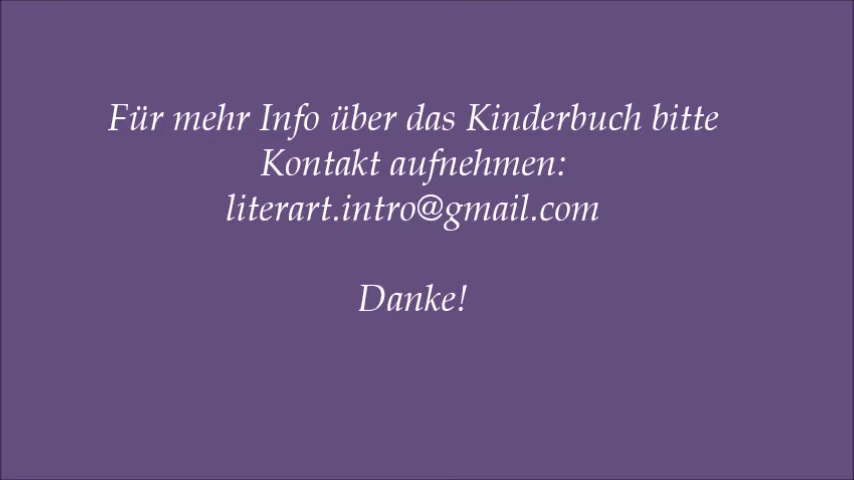 Für mehr Info über das Kinderbuch bitte
Kontakt aufnehmen:
literart.intro@gmail.com
Danke!